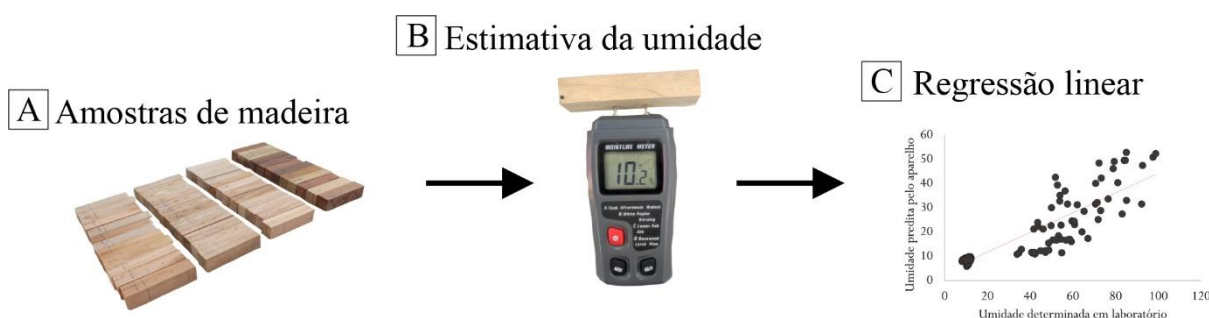 A Amostras de madeira
B Estimativa da umidade
MOISTURE METER
10.2
C Regressão linear
Umidade predita pelo aparelho
60
50
40
30
20
10
0
0 20 40 60 80 100 120
Umidade determinada em laboratório